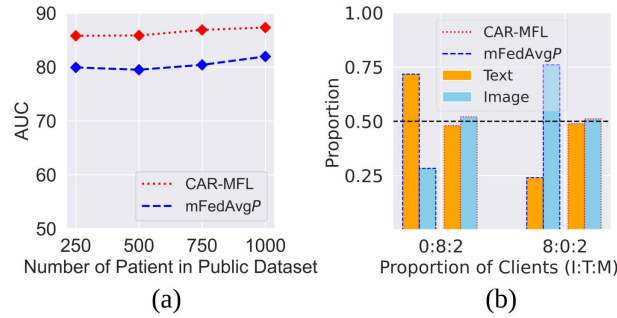 90
80
70
60
50
AUC
CAR-MFL
mFedAvgP
250 500 750 1000
Number of Patient in Public Dataset
(a)
1.00
0.75
0.50
0.25
Proportion
CAR-MFL
mFedAvgP
Text
Image
0:8:2 8:0:2
Proportion of Clients (I:T:M)
(b)